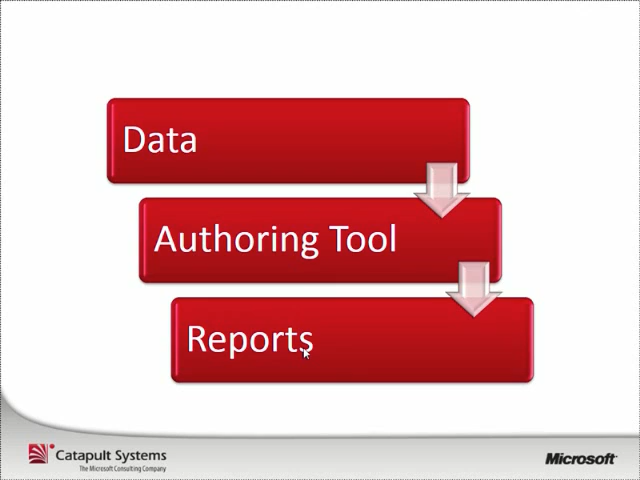 Data
Authoring Tool
Reports
Catapult Systems
The Microsoft Consulting Company
Microsoft